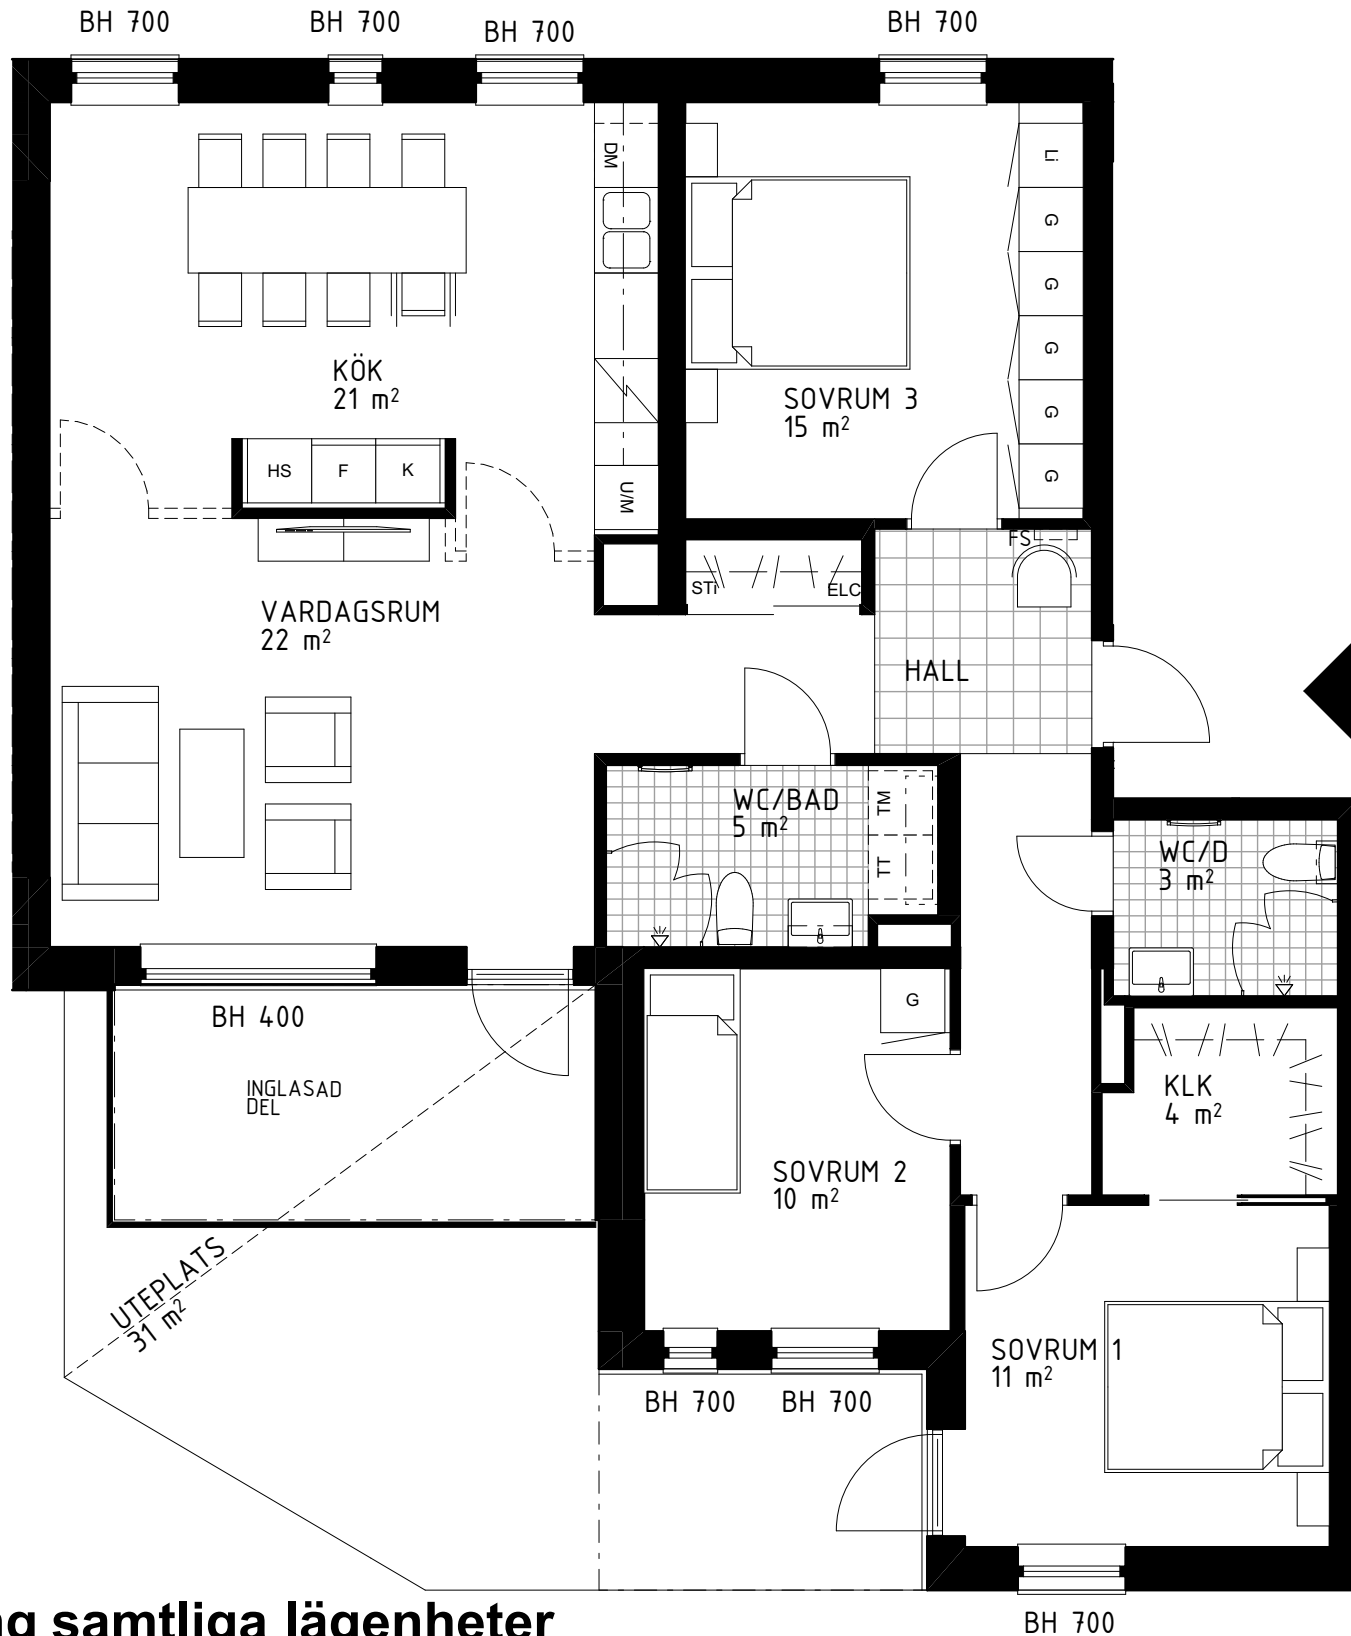 BH 700
BH 700
BH 700
BH 700
DM
Li
G
G
G
G
G
KÖK
21 m²
SOVRUM 3
15 m²
HS
F
K
U/M
FS
STi
ELC
VARDAGSRUM
22 m²
HALL
WC/BAD
5 m²
TM
TT
WC/D
3 m²
BH 400
G
INGLASAD
DEL
KLK
4 m²
SOVRUM 2
10 m²
UTEPLATS
31 m²
SOVRUM 1
11 m²
BH 700
BH 700
samtliga lägenheter
BH 700